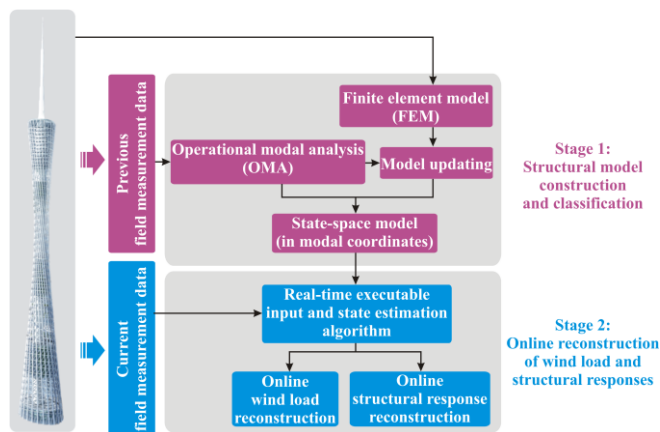 Previous
field measurement data
Finite element model
(FEM)
Operational modal analysis
(OMA)
Model updating
State-space model
(in modal coordinates)
Stage 1:
Structural model
construction
and classification
Current
field measurement data
Real-time executable
input and state estimation
algorithm
Online
wind load
reconstruction
Online
structural response
reconstruction
Stage 2:
Online reconstruction
of wind load and
structural responses